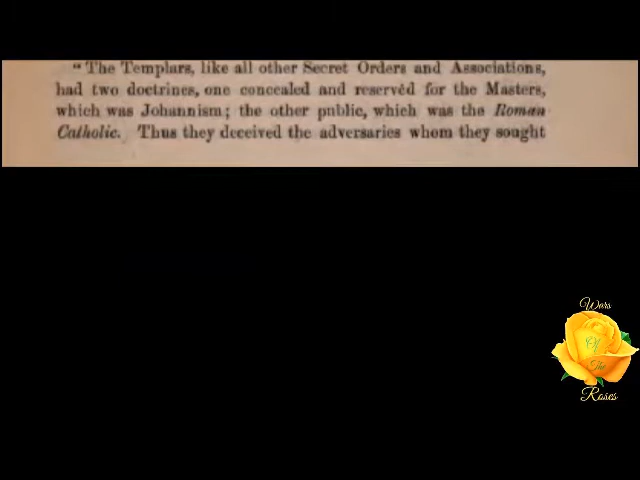 "The Templars, like all other Secret Orders and Associations,
had two doctrines, one concealed and reserved for the Masters,
which was Johannism; the other public, which was the Roman
Catholic. Thus they deceived the adversaries whom they sought
Wars
Of
The
Roses